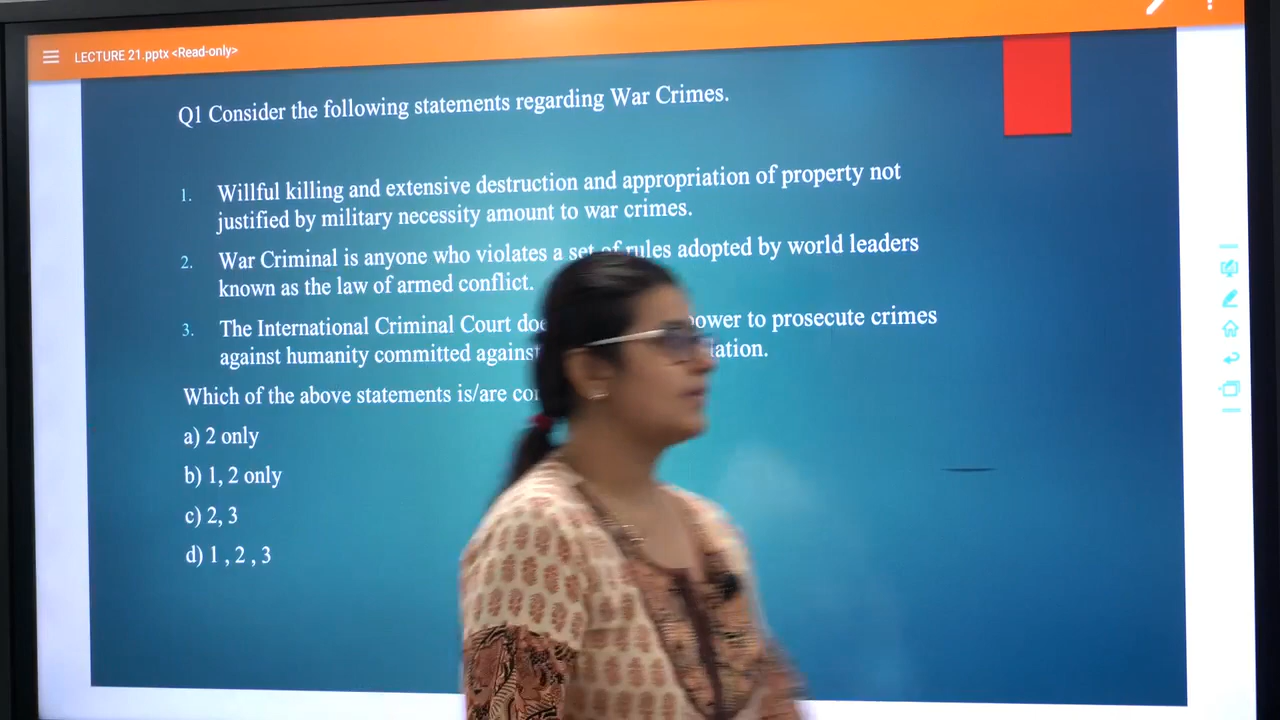 LECTURE 21.pptx <Read-only>
Q1 Consider the following statements regarding War Crimes.
1. Willful killing and extensive destruction and appropriation of property not
justified by military necessity amount to war crimes.
2. War Criminal is anyone who violates a set of rules adopted by world leaders
known as the law of armed conflict.
3. The International Criminal Court power to prosecute crimes
against humanity committed against
Which of the above statements is/are
a) 2 only
b) 1, 2 only
c) 2, 3
d) 1 , 2 , 3